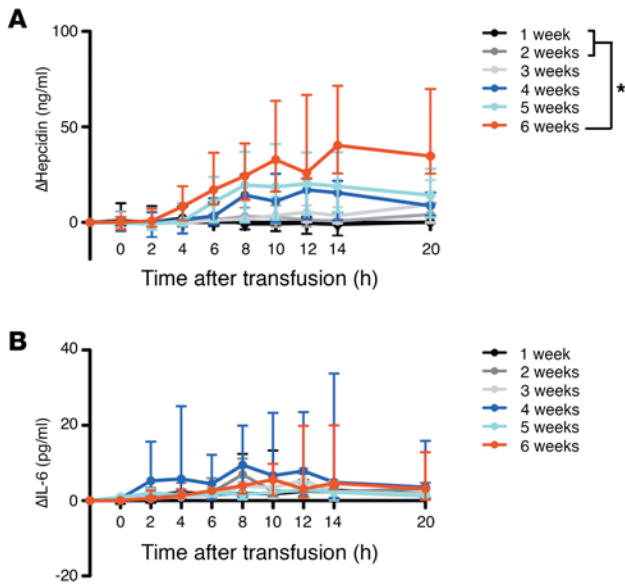 A
100
50
0
ΔHepcidin (ng/ml)
0 2 4 6 8 10 12 14 20
Time after transfusion (h)
1 week
2 weeks
3 weeks
4 weeks
5 weeks
6 weeks
*
B
40
20
0
-20
ΔIL-6 (pg/ml)
0 2 4 6 8 10 12 14 20
Time after transfusion (h)
1 week
2 weeks
3 weeks
4 weeks
5 weeks
6 weeks